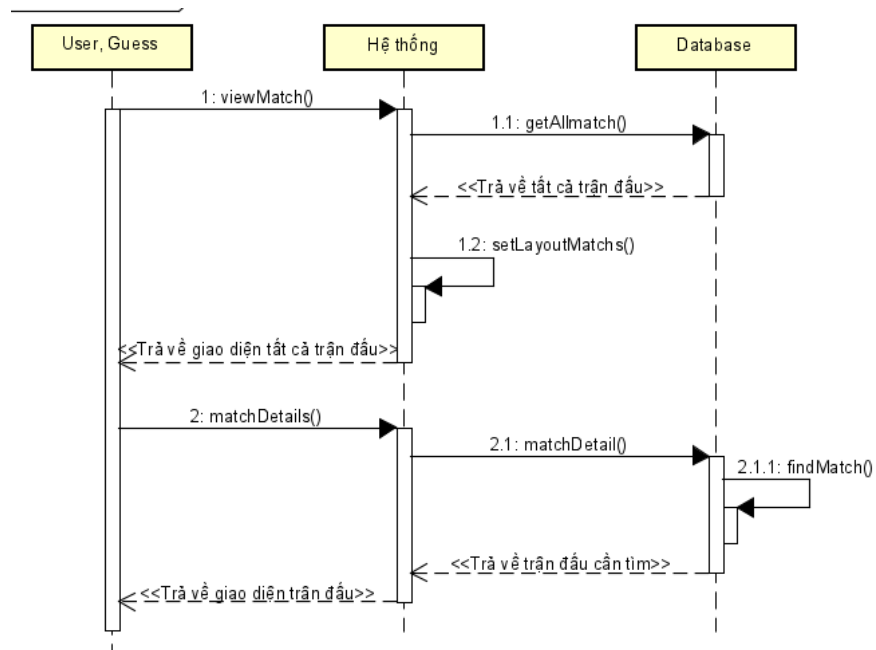 User, Guess
Hệ thống
Database
1: viewMatch()
1.1: getAllmatch()
<<Trả về tất cả trận đấu>>
1.2: setLayoutMatchs()
<<Trả về giao diện tất cả trận đấu>>
2: matchDetails()
2.1: matchDetail()
2.1.1: findMatch()
<<Trả về trận đấu cần tìm>>
<<Trả về giao diện trận đấu>>